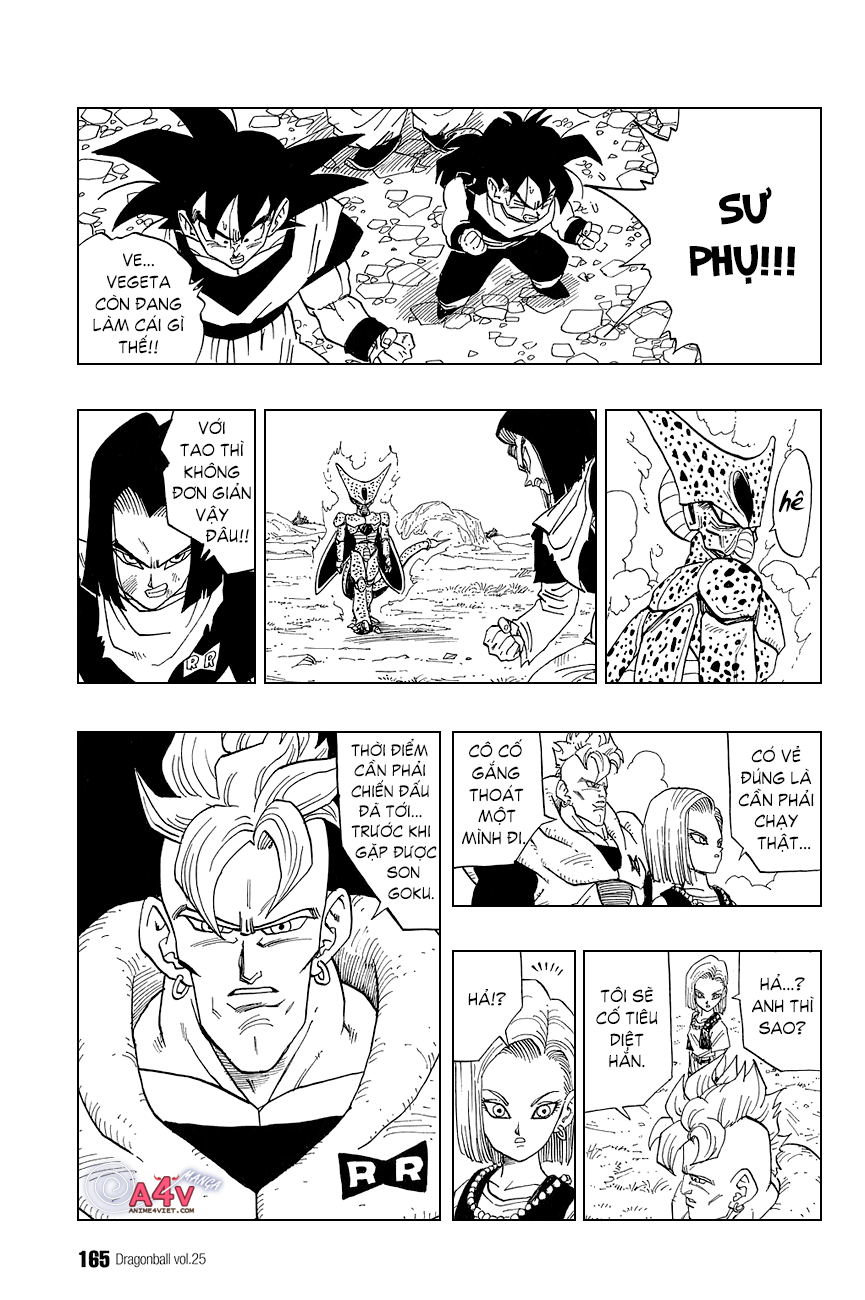 SƯ
PHỤ!!!
VE...
VEGETA
CÒN ĐANG
LÀM CÁI GÌ
THẾ!!
hê
VỚI
TAO THÌ
KHÔNG
ĐƠN GIẢN
VẬY
ĐÂU!!
RR
CÓ VẺ
ĐÚNG LÀ
CẦN PHẢI
CHẠY
THẬT...
CÔ CỐ
GẮNG
THOÁT
MỘT
MÌNH ĐI.
HẢ...?
ANH THÌ
SAO?
TÔI SẼ
CỐ TIÊU
DIỆT
HẮN.
HẢ!?
THỜI ĐIỂM
CẦN PHẢI
CHIẾN ĐẤU
ĐÃ TỚI...
TRƯỚC KHI
GẶP ĐƯỢC
SON
GOKU.
RR
MANGA
A4V
ANIME4VIET.COM
165 Dragonball vol.25